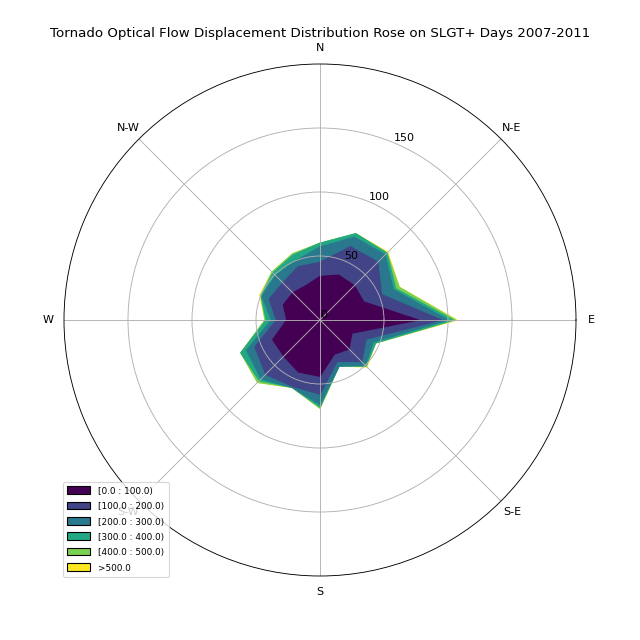 Tornado Optical Flow Displacement Distribution Rose on SLGT+ Days 2007-2011
N
N-W
N-E
150
100
50
0
W
E
[0.0 : 100.0)
[100.0 : 200.0)
[200.0 : 300.0)
[300.0 : 400.0)
[400.0 : 500.0)
>500.0
S-W
S-E
S